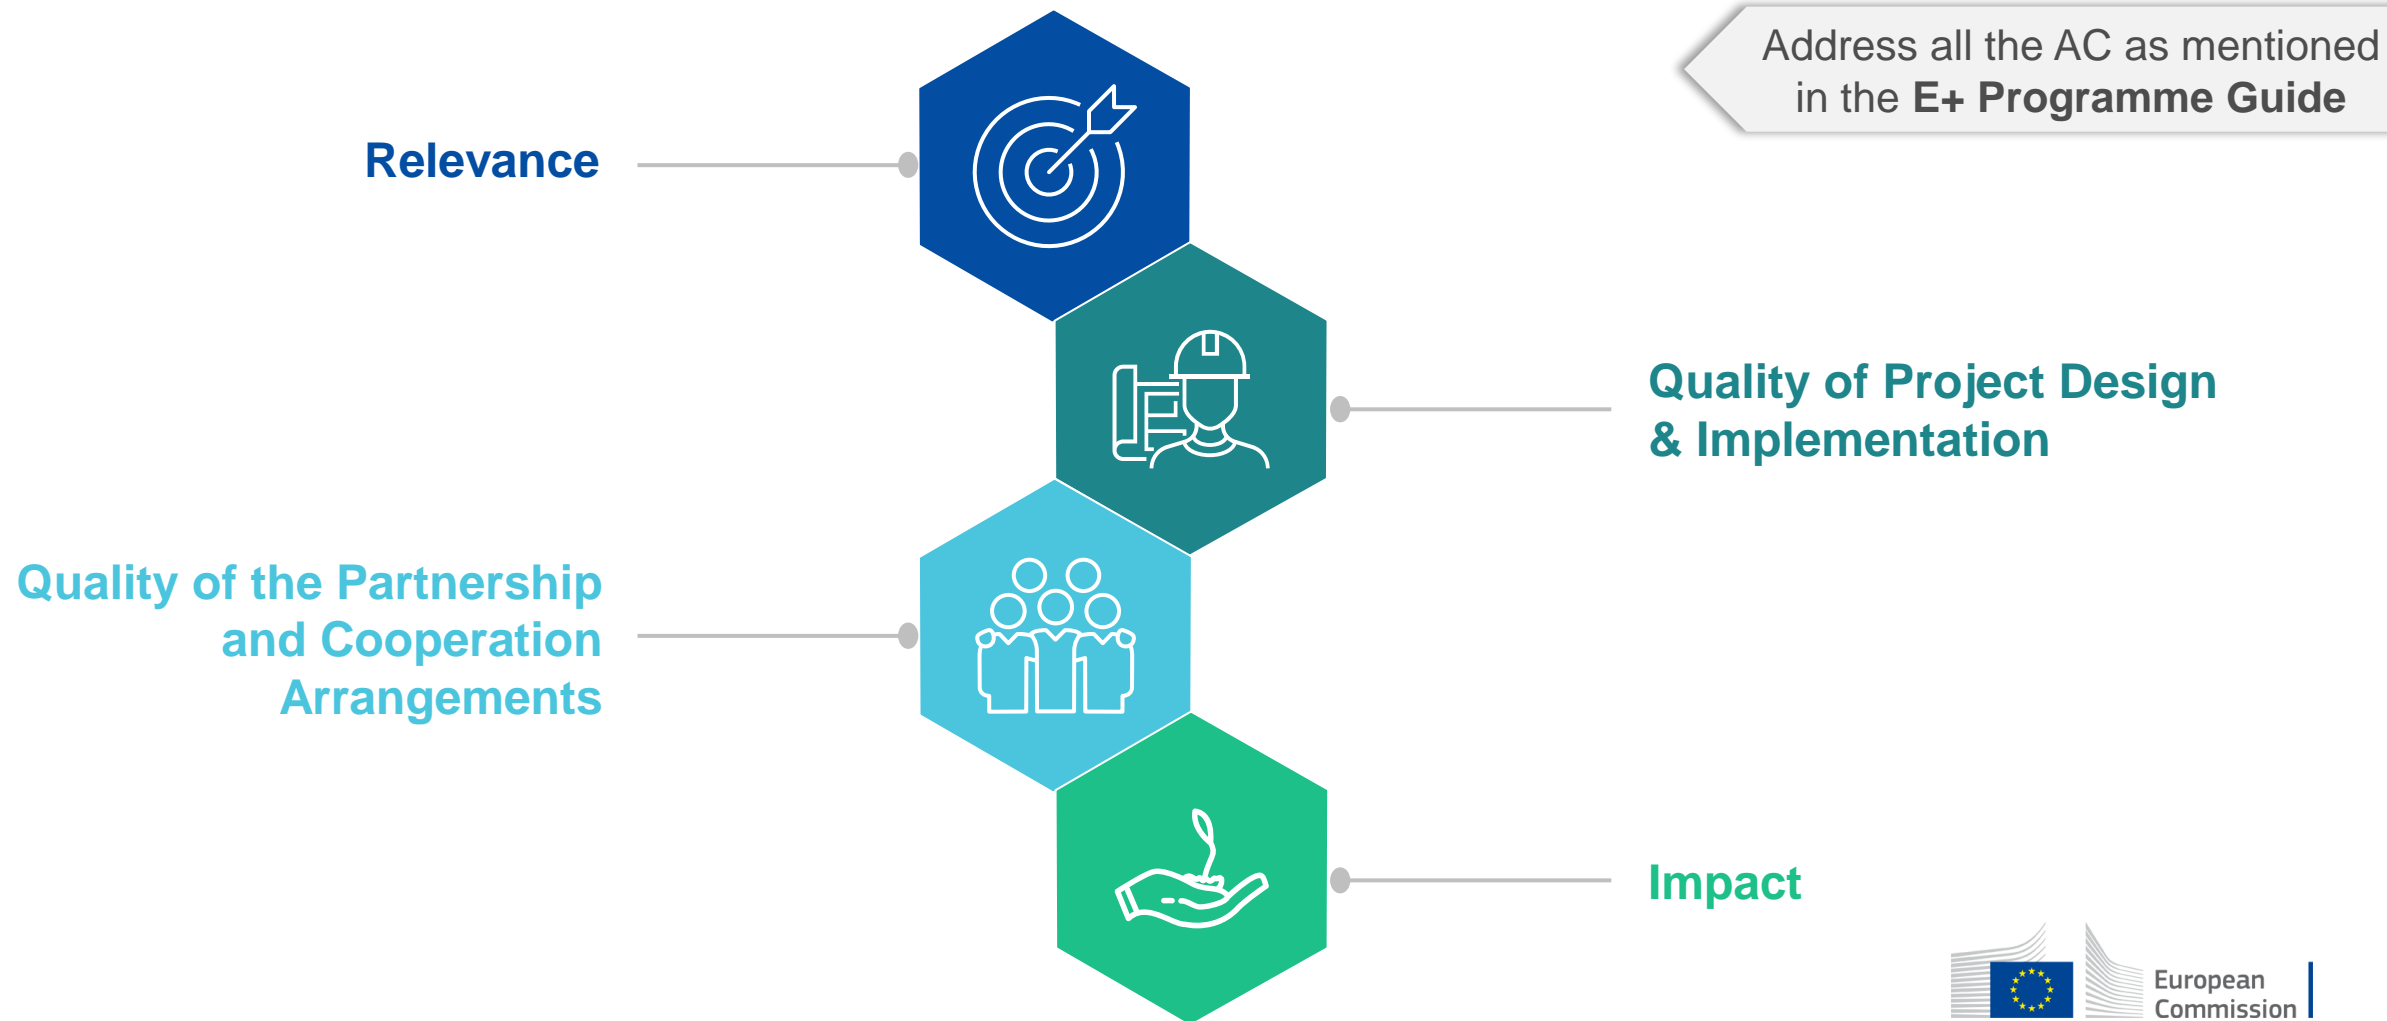 Address all the AC as mentioned
in the E+ Programme Guide
Relevance
Quality of Project Design
& Implementation
Quality of the Partnership
and Cooperation
Arrangements
Impact
European
Commission